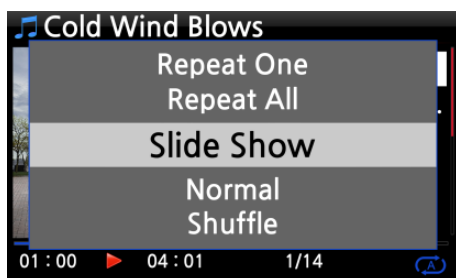 Cold Wind Blows
Repeat One
Repeat All
Slide Show
Normal
Shuffle
01 : 00 04 : 01 1/14
A